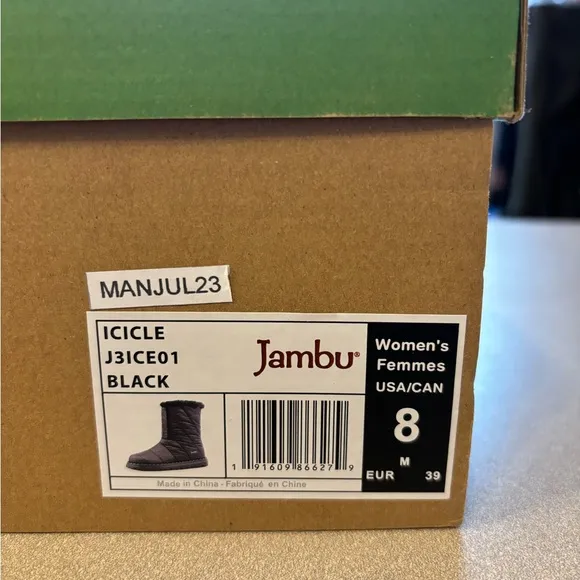 MANJUL23
ICICLE
J3ICE01
BLACK
Jambu®
Women's
Femmes
USA/CAN
8
M
EUR 39
1 91609 86627 9
Made in China - Fabriqué en Chine